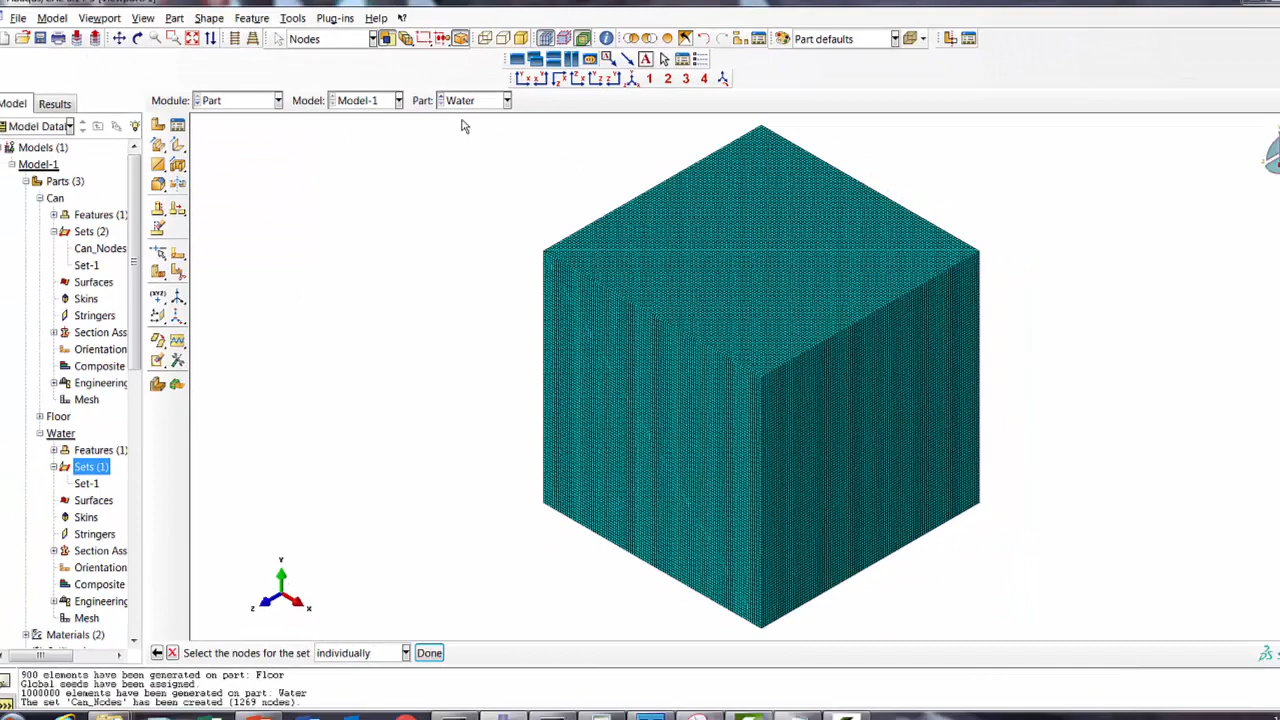 File Model Viewport View Part Shape Feature Tools Plug-ins Help
Nodes Part defaults
A
1 2 3 4
Model Results Module: Part Model: Model-1 Part: Water
Model Data
Models (1)
Model-1
Parts (3)
Can
Features (1)
Sets (2)
Can_Nodes
Set-1
Surfaces
Skins
Stringers
Section Ass
Orientation
Composite
Engineering
Mesh
Floor
Water
Features (1)
Sets (1)
Set-1
Surfaces
Skins
Stringers
Section Ass
Orientation
Composite
Engineering
Mesh
Materials (2)
Y
Z X
Select the nodes for the set individually Done
900 elements have been generated on part: Floor
Global seeds have been assigned.
1000000 elements have been generated on part: Water
The set 'Can_Nodes' has been created (1269 nodes).